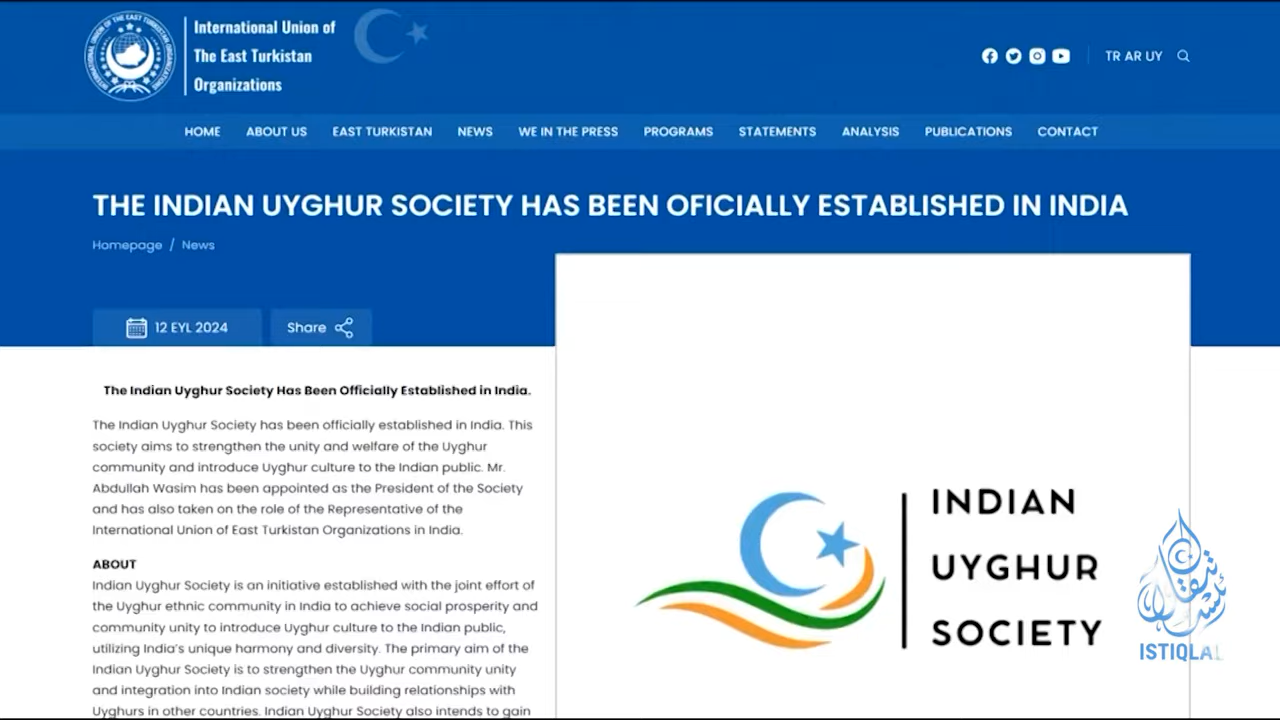 International Union of
The East Turkistan
Organizations
TR AR UY
HOME ABOUT US EAST TURKISTAN NEWS WE IN THE PRESS PROGRAMS STATEMENTS ANALYSIS PUBLICATIONS CONTACT
THE INDIAN UYGHUR SOCIETY HAS BEEN OFICIALLY ESTABLISHED IN INDIA
Homepage / News
12 EYL 2024 Share
The Indian Uyghur Society Has Been Officially Established in India.
The Indian Uyghur Society has been officially established in India. This
society aims to strengthen the unity and welfare of the Uyghur
community and introduce Uyghur culture to the Indian public. Mr.
Abdullah Wasim has been appointed as the President of the Society
and has also taken on the role of the Representative of the
International Union of East Turkistan Organizations in India.
ABOUT
Indian Uyghur Society is an initiative established with the joint effort of
the Uyghur ethnic community in India to achieve social prosperity and
community unity to introduce Uyghur culture to the Indian public,
utilizing India's unique harmony and diversity. The primary aim of the
Indian Uyghur Society is to strengthen the Uyghur community unity
and integration into Indian society while building relationships with
Uyghurs in other countries. Indian Uyghur Society also intends to gain
INDIAN
UYGHUR
SOCIETY
ISTIQLAL